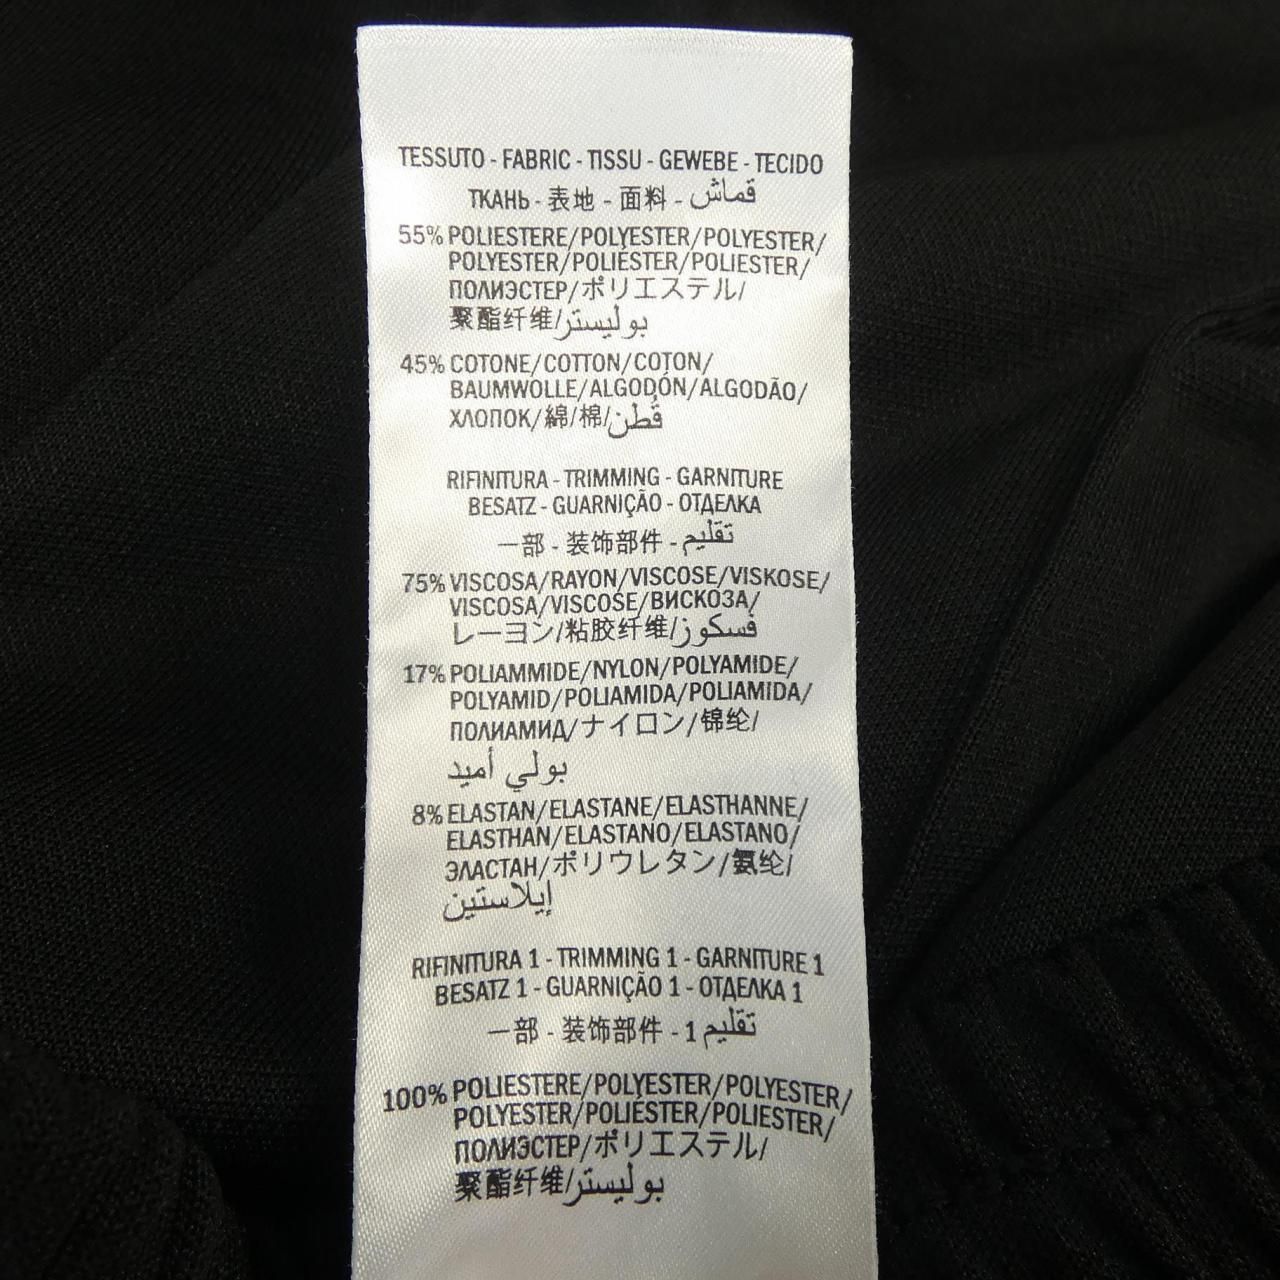 TESSUTO - FABRIC - TISSU - GEWEBE - TECIDO
ТКАНЬ - 表地 - 面料 - قماش
55% POLIESTERE/POLYESTER/POLYESTER/
POLYESTER/POLIÉSTER/POLIESTER/
ПОЛИЭСТЕР/ポリエステル/
聚酯纤维/بوليستر
45% COTONE/COTTON/COTON/
BAUMWOLLE/ALGODÓN/ALGODÃO/
ХЛОПОК/綿/棉/قُطن
RIFINITURA - TRIMMING - GARNITURE
BESATZ - GUARNIÇÃO - ОТДЕЛКА
一部 - 装饰部件 - تقليم
75% VISCOSA/RAYON/VISCOSE/VISKOSE/
VISCOSA/VISCOSE/ВИСКОЗА/
レーヨン/粘胶纤维/فسكوز
17% POLIAMMIDE/NYLON/POLYAMIDE/
POLYAMID/POLIAMIDA/POLIAMIDA/
ПОЛИАМИД/ナイロン/锦纶/
بولي أميد
8% ELASTAN/ELASTANE/ELASTHANNE/
ELASTHAN/ELASTANO/ELASTANO/
ЭЛАСТАН/ポリウレタン/氨纶/
إيلاستين
RIFINITURA 1 - TRIMMING 1 - GARNITURE 1
BESATZ 1 - GUARNIÇÃO 1 - ОТДЕЛКА 1
一部 - 装饰部件 - 1 تقليم
100% POLIESTERE/POLYESTER/POLYESTER/
POLYESTER/POLIÉSTER/POLIESTER/
ПОЛИЭСТЕР/ポリエステル/
聚酯纤维/بوليستر